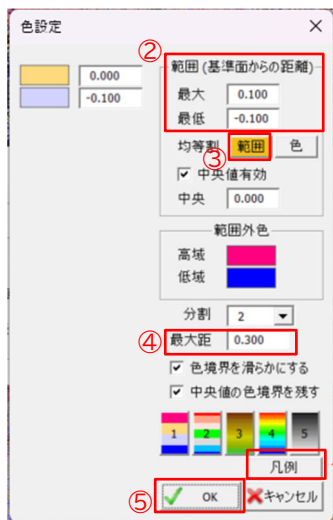 色設定
②
範囲 (基準面からの距離)
0.000
-0.100
最大 0.100
最低 -0.100
均等割 範囲 色
③
中央値有効
中央 0.000
範囲外色
高域
低域
分割 2
④ 最大距 0.300
色境界を滑らかにする
中央値の色境界を残す
1 2 3 4 5
凡例
⑤ OK キャンセル